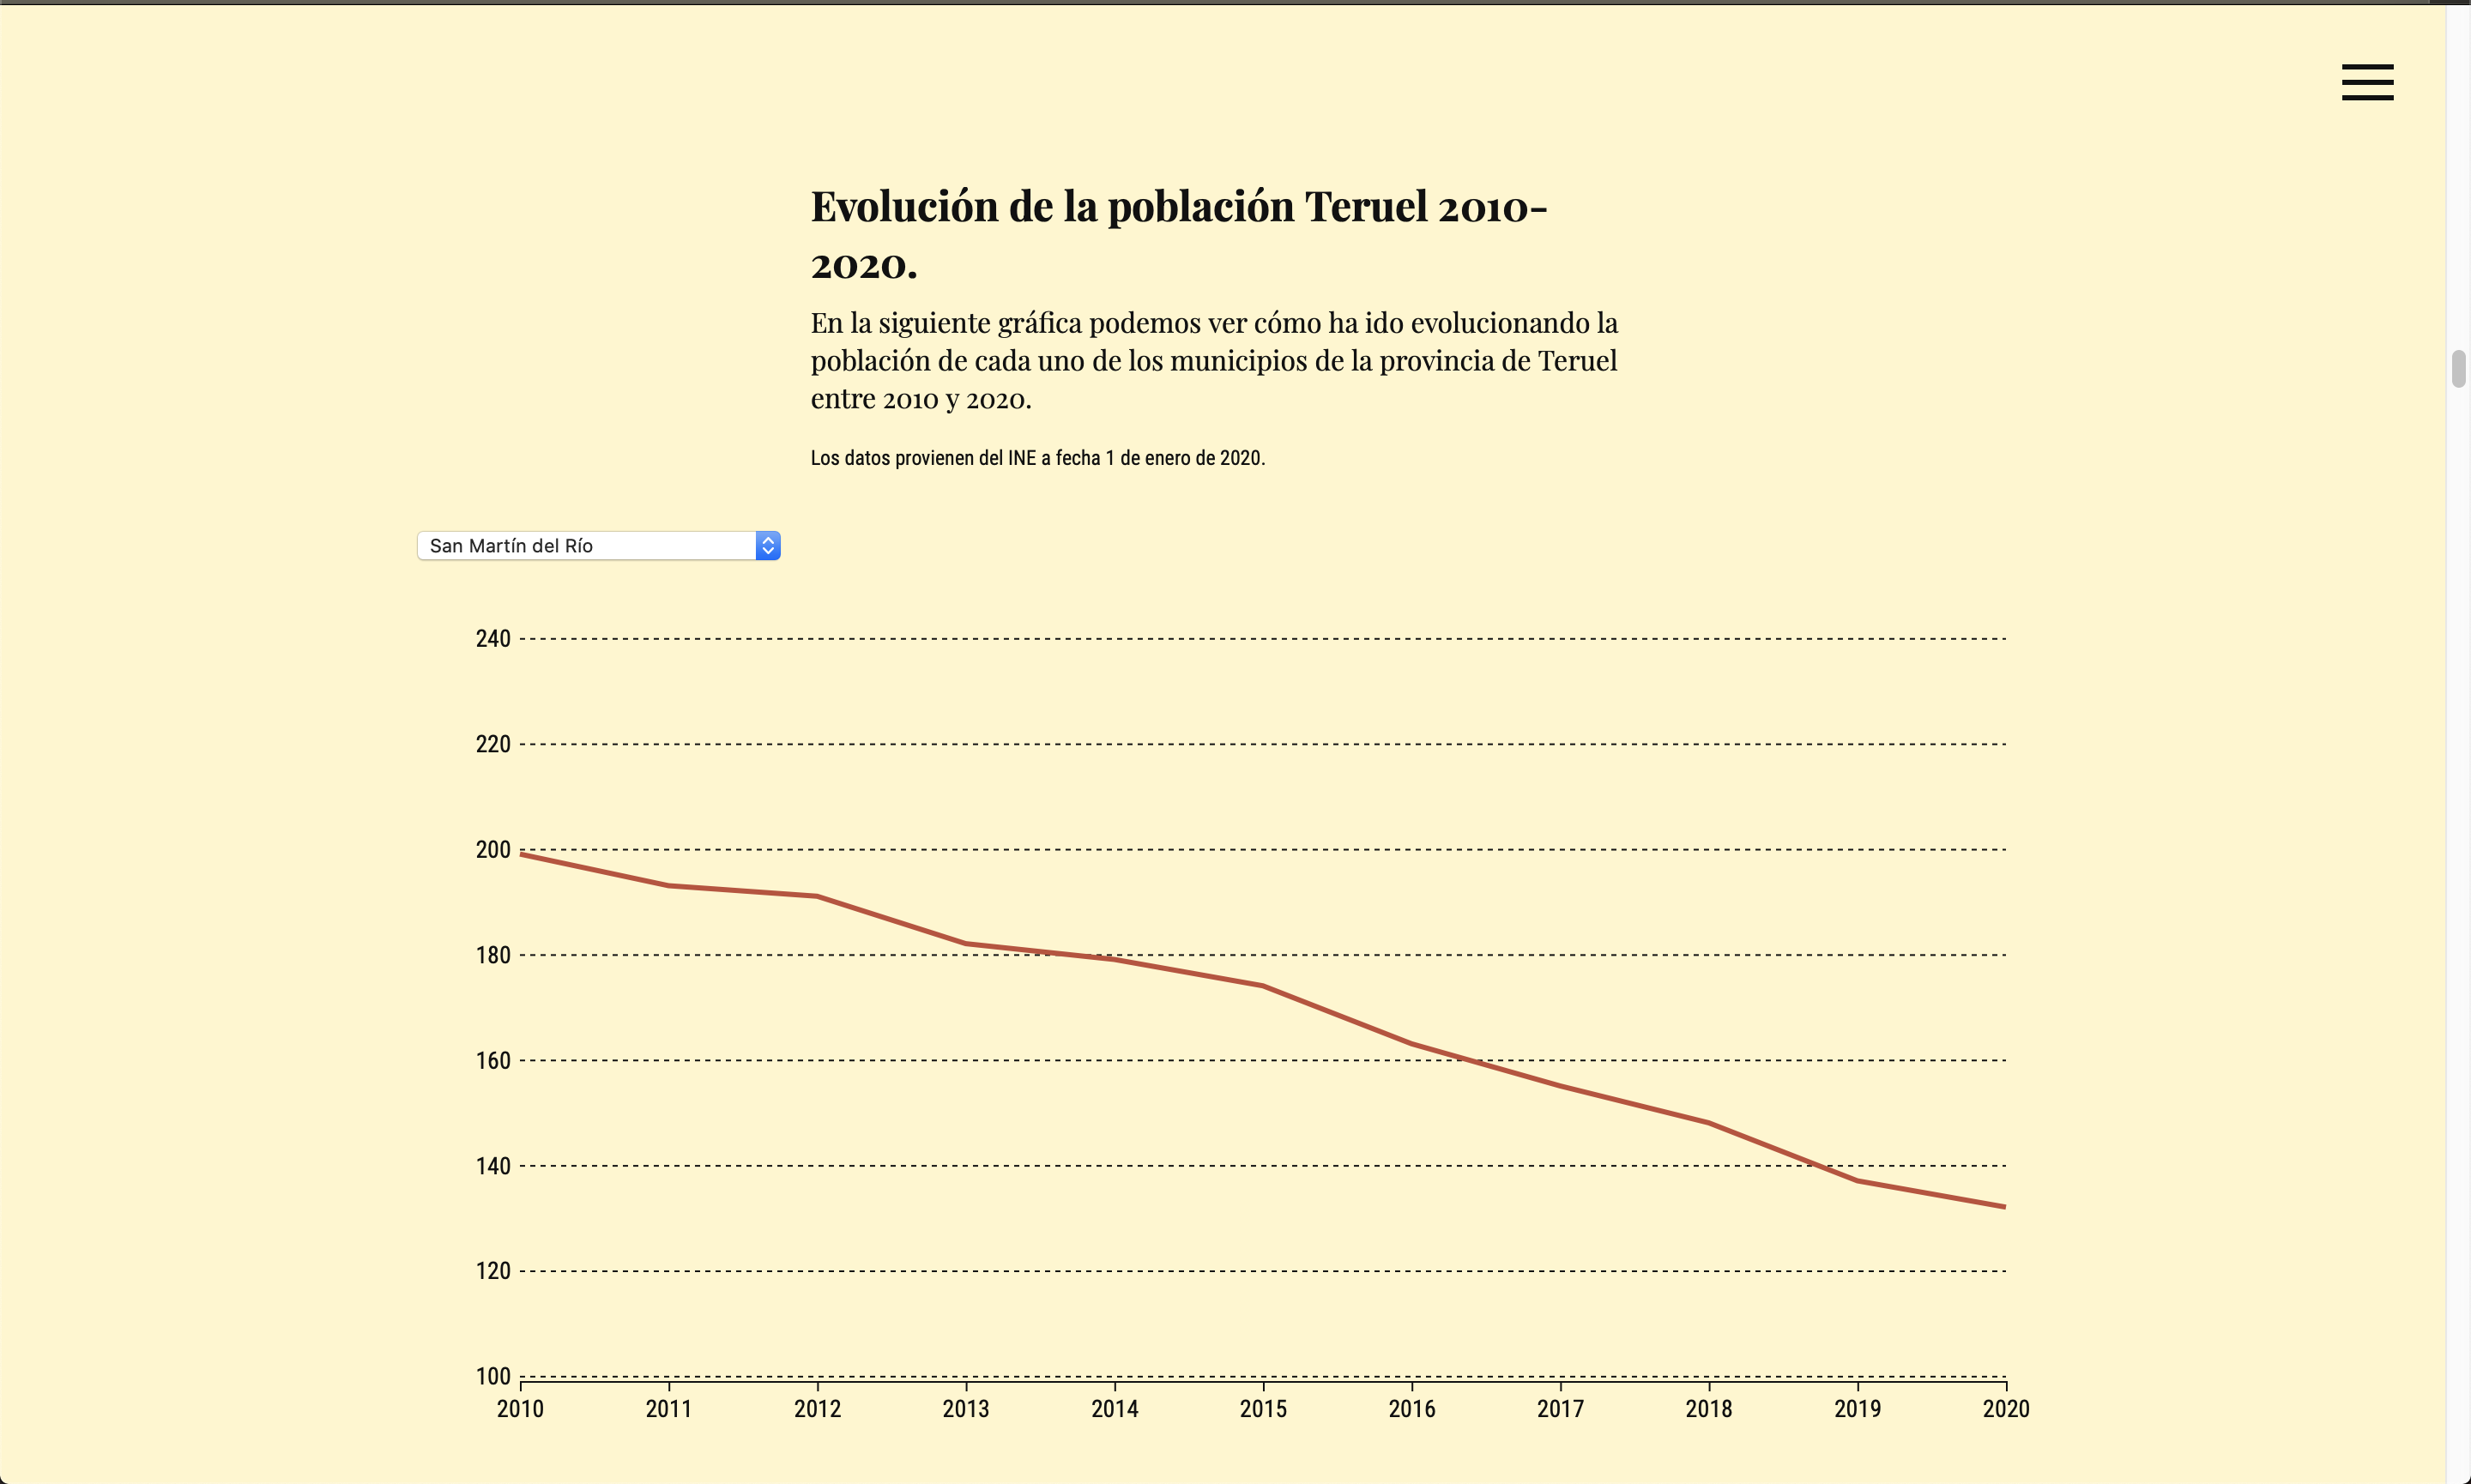 Evolución de la población Teruel 2010-
2020.
En la siguiente gráfica podemos ver cómo ha ido evolucionando la
población de cada uno de los municipios de la provincia de Teruel
entre 2010 y 2020.
Los datos provienen del INE a fecha 1 de enero de 2020.
San Martín del Río
240
220
200
180
160
140
120
100
2010 2011 2012 2013 2014 2015 2016 2017 2018 2019 2020